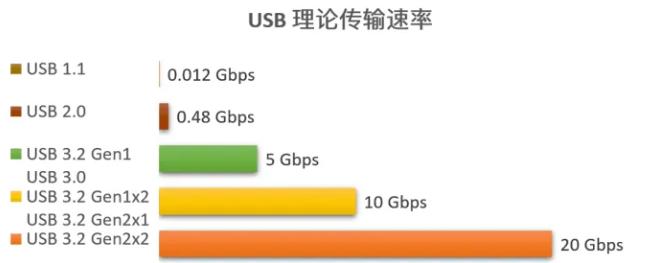 USB 理论传输速率
USB 1.1
0.012 Gbps
USB 2.0
0.48 Gbps
USB 3.2 Gen1
USB 3.0
5 Gbps
USB 3.2 Gen1x2
USB 3.2 Gen2x1
10 Gbps
USB 3.2 Gen2x2
20 Gbps